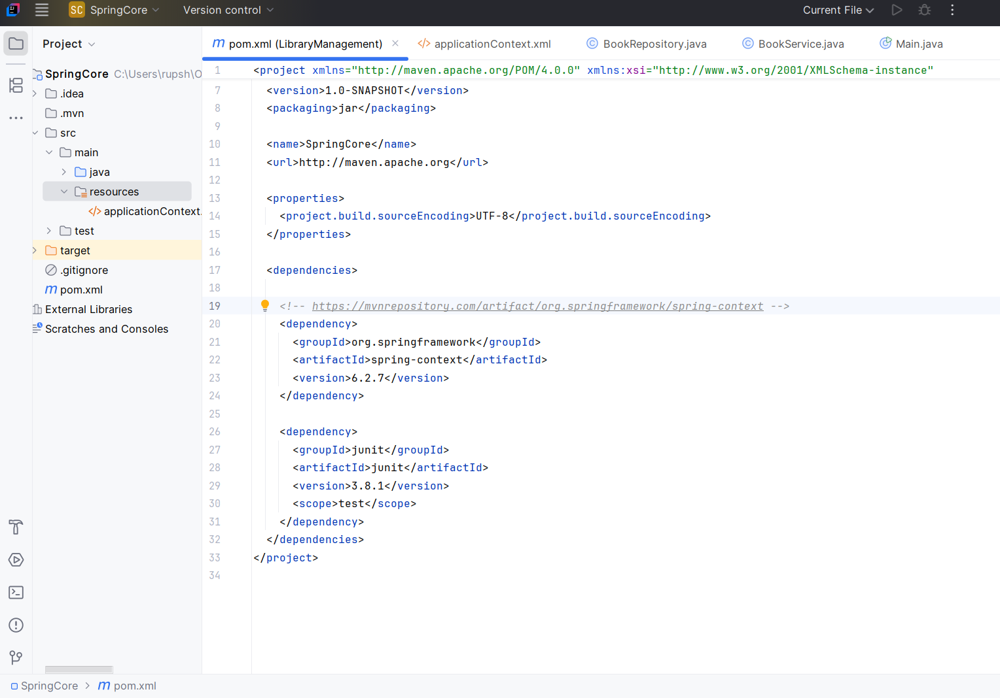 SC SpringCore Version control Current File
Project
pom.xml (LibraryManagement) applicationContext.xml BookRepository.java BookService.java Main.java
SpringCore C:\Users\rupsh\O
.idea
.mvn
src
main
java
resources
applicationContext.
test
target
.gitignore
m pom.xml
External Libraries
Scratches and Consoles
1 <project xmlns="http://maven.apache.org/POM/4.0.0" xmlns:xsi="http://www.w3.org/2001/XMLSchema-instance"
7 <version>1.0-SNAPSHOT</version>
8 <packaging>jar</packaging>
9
10 <name>SpringCore</name>
11 <url>http://maven.apache.org</url>
12
13 <properties>
14 <project.build.sourceEncoding>UTF-8</project.build.sourceEncoding>
15 </properties>
16
17 <dependencies>
18
19 <!-- https://mvnrepository.com/artifact/org.springframework/spring-context -->
20 <dependency>
21 <groupId>org.springframework</groupId>
22 <artifactId>spring-context</artifactId>
23 <version>6.2.7</version>
24 </dependency>
25
26 <dependency>
27 <groupId>junit</groupId>
28 <artifactId>junit</artifactId>
29 <version>3.8.1</version>
30 <scope>test</scope>
31 </dependency>
32 </dependencies>
33 </project>
34
SpringCore > m pom.xml